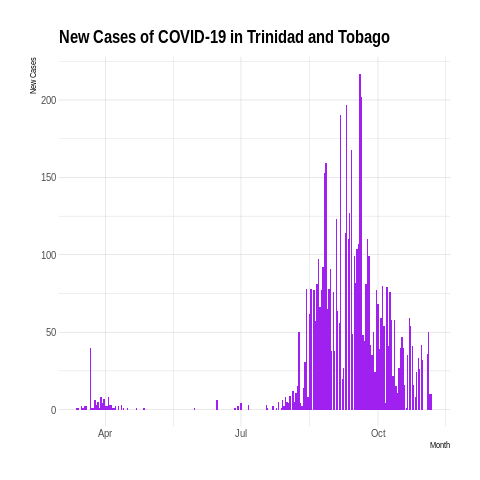 New Cases of COVID-19 in Trinidad and Tobago
New Cases
200
150
100
50
0
Apr
Jul
Oct
Month